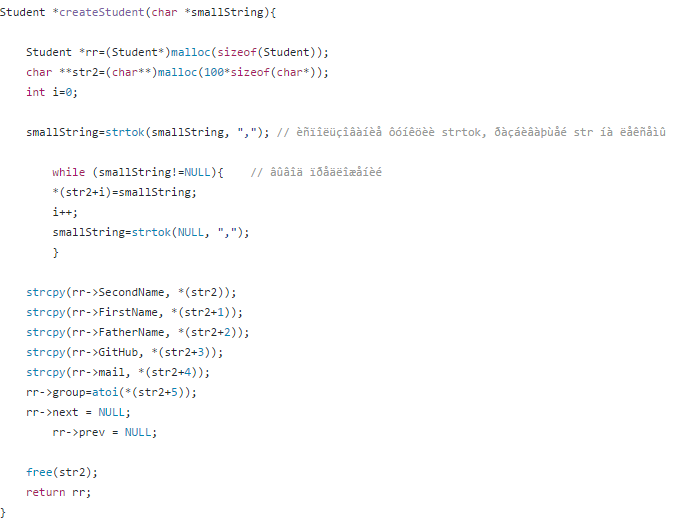 Student *createStudent(char *smallString){
Student *rr=(Student*)malloc(sizeof(Student));
char **str2=(char**)malloc(100*sizeof(char*));
int i=0;
smallString=strtok(smallString, ","); // èñïîëüçîâàíèå ôóíêöèè strtok, ðàçáèâàþùåé str íà ëåêñåìû
while (smallString!=NULL){ // âûâîä ïðåäëîæåíèé
*(str2+i)=smallString;
i++;
smallString=strtok(NULL, ",");
}
strcpy(rr->SecondName, *(str2));
strcpy(rr->FirstName, *(str2+1));
strcpy(rr->FatherName, *(str2+2));
strcpy(rr->GitHub, *(str2+3));
strcpy(rr->mail, *(str2+4));
rr->group=atoi(*(str2+5));
rr->next = NULL;
rr->prev = NULL;
free(str2);
return rr;
}